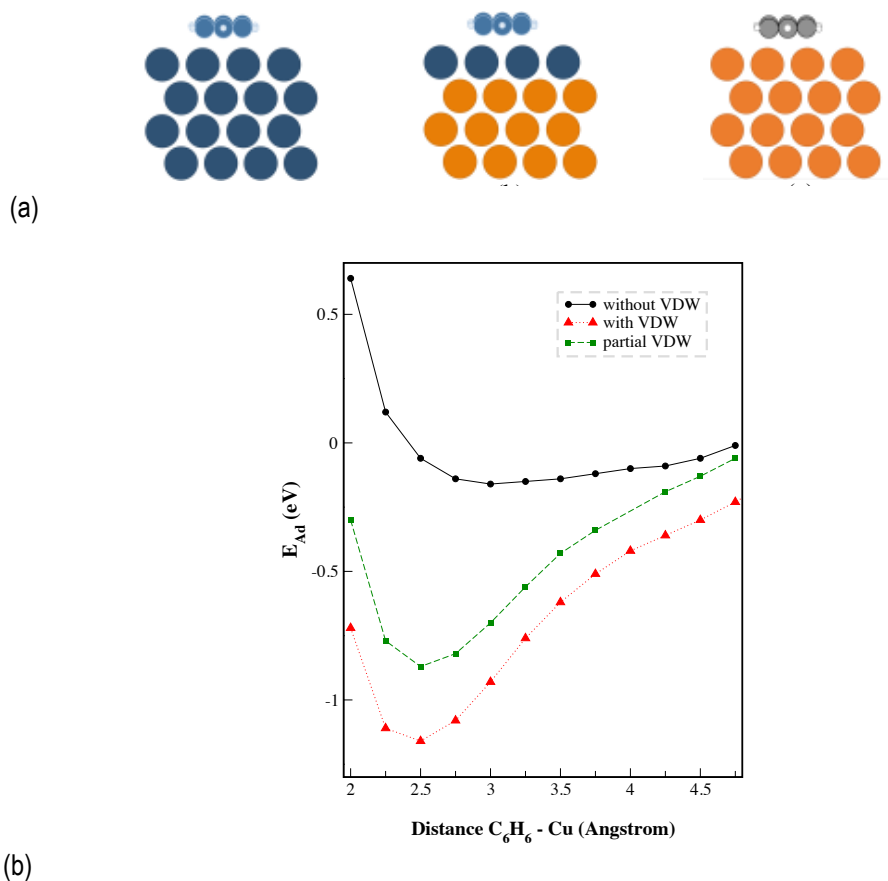 (a)
without VDW
with VDW
partial VDW
0.5
0
-0.5
-1
E_Ad (eV)
2 2.5 3 3.5 4 4.5
Distance C6H6 - Cu (Angstrom)
(b)